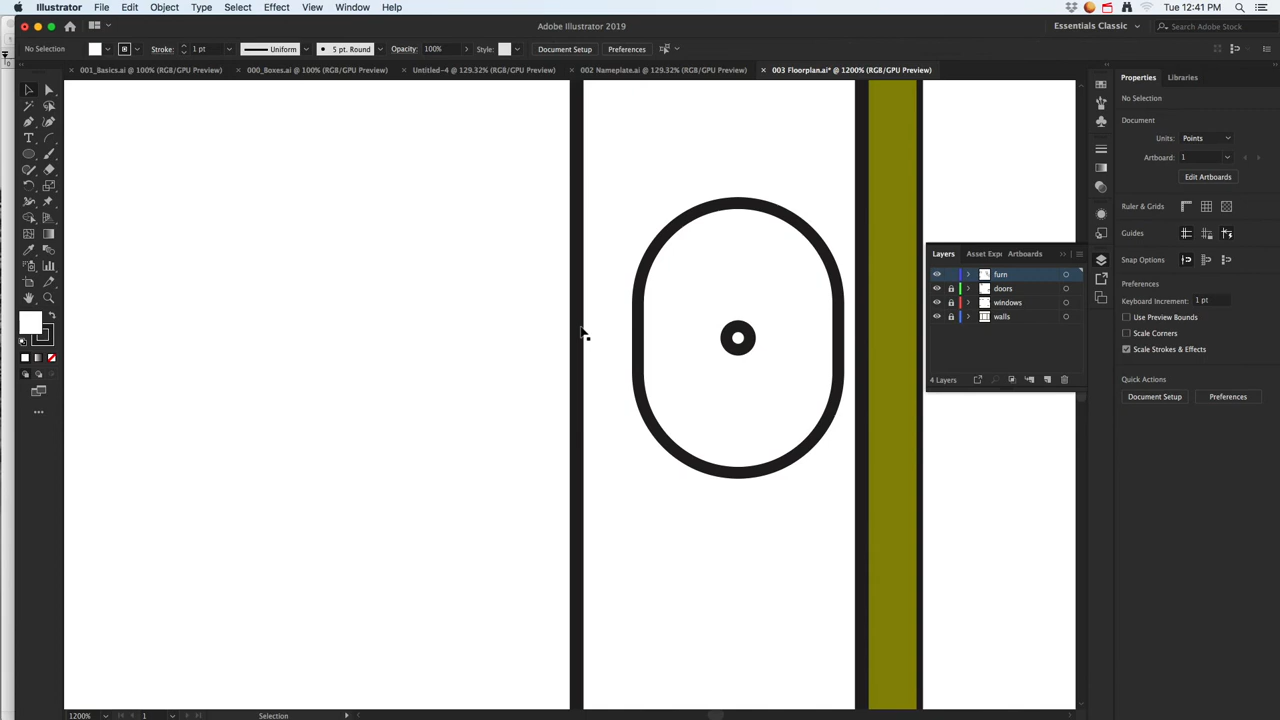 Illustrator File Edit Object Type Select Effect View Window Help Tue 12:41 PM
Adobe Illustrator 2019 Essentials Classic Search Adobe Stock
No Selection Stroke: 1 pt Uniform 5 pt. Round Opacity: 100% Style: Document Setup Preferences
001_Basics.ai @ 100% (RGB/GPU Preview) 000_Boxes.ai @ 100% (RGB/GPU Preview) Untitled-4 @ 129.32% (RGB/GPU Preview) 002 Nameplate.ai @ 129.32% (RGB/GPU Preview) 003 Floorplan.ai* @ 1200% (RGB/GPU Preview)
Properties Libraries
No Selection
Document
Units: Points
Artboard: 1
Edit Artboards
Ruler & Grids
Guides
Snap Options
Preferences
Keyboard Increment: 1 pt
Use Preview Bounds
Scale Corners
Scale Strokes & Effects
Quick Actions
Document Setup Preferences
Layers Asset Expo Artboards
furn
doors
windows
walls
4 Layers
1200% 1 Selection